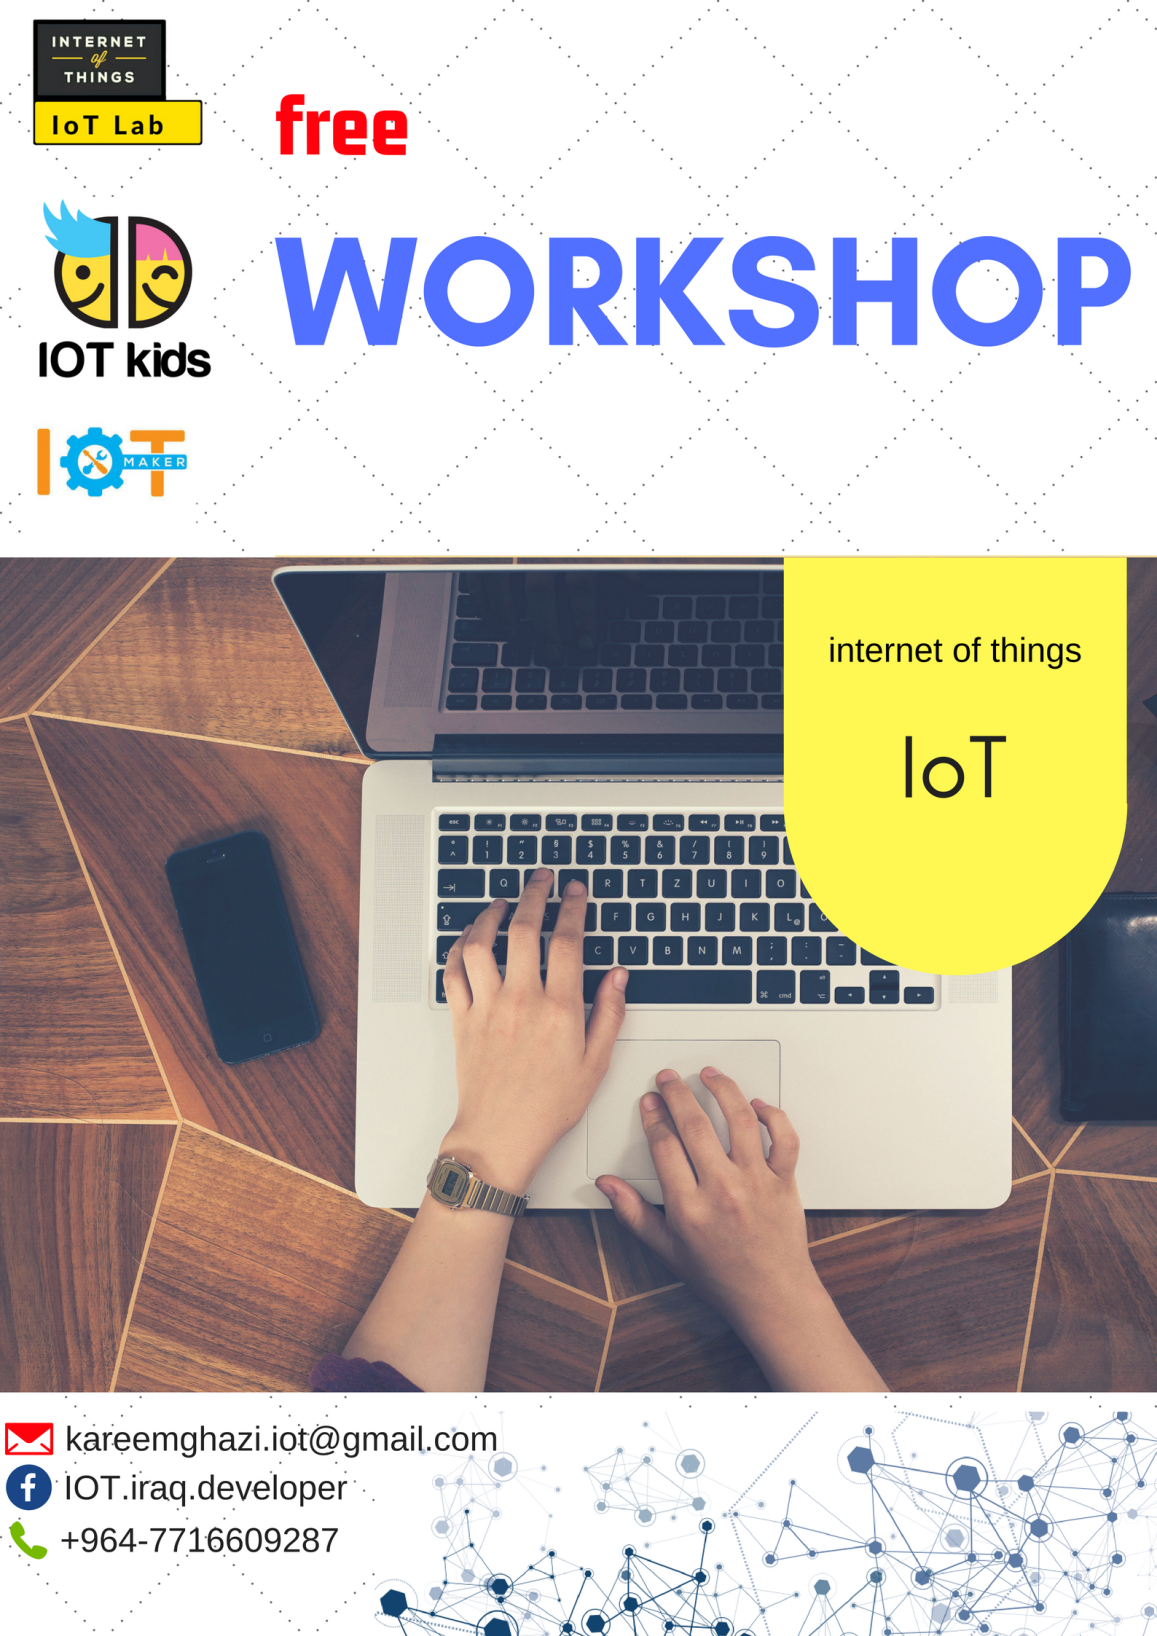 INTERNET
of
THINGS
IoT Lab
free
WORKSHOP
IOT kids
IOT
MAKER
internet of things
IoT
kareemghazi.iot@gmail.com
IOT.iraq.developer
+964-7716609287